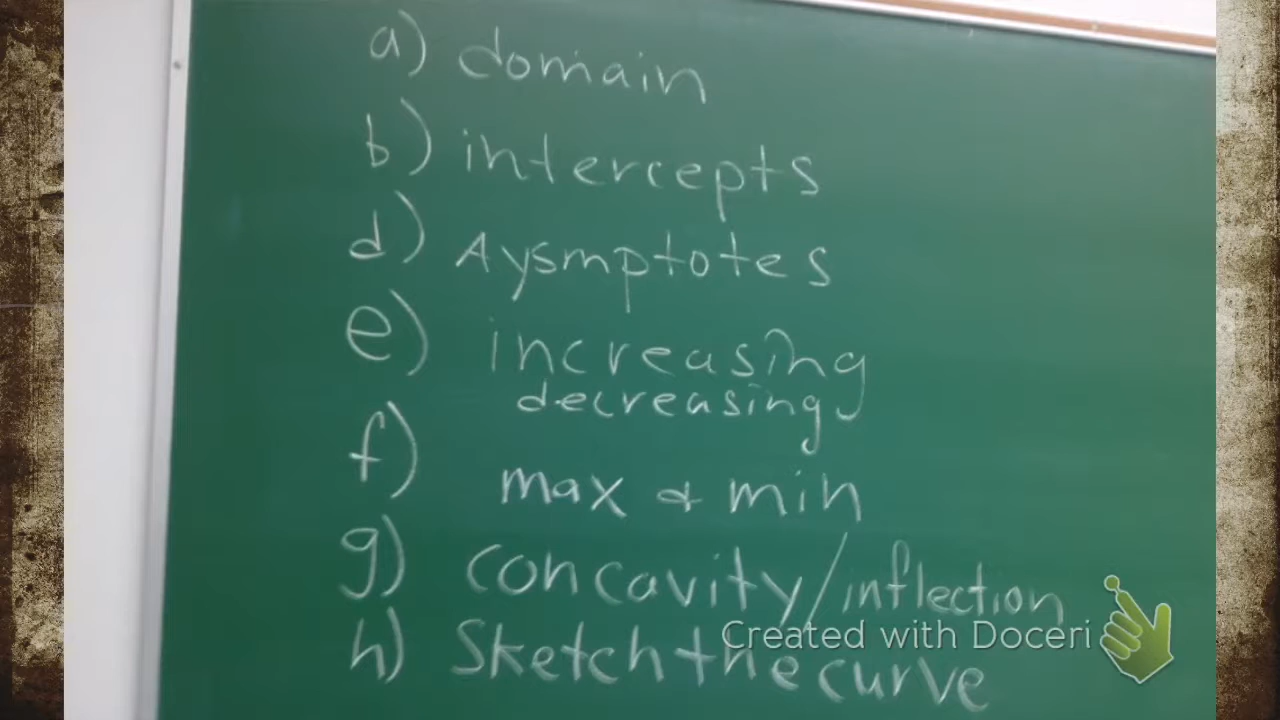 a) domain
b) intercepts
d) Aysmptotes
e) increasing
decreasing
f) max & min
g) concavity/inflection
Created with Doceri
h) Sketch the curve